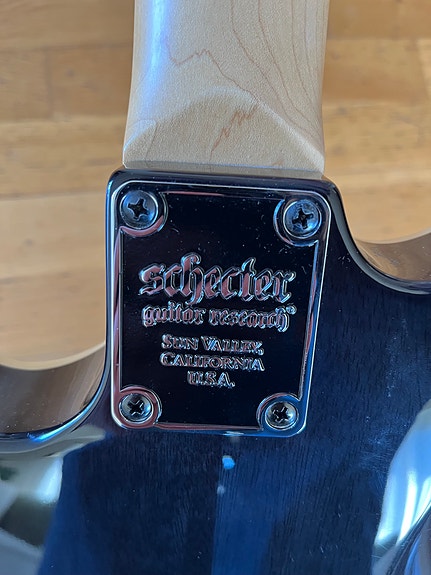 schecter
guitar research®
SUN VALLEY,
CALIFORNIA
U.S.A.